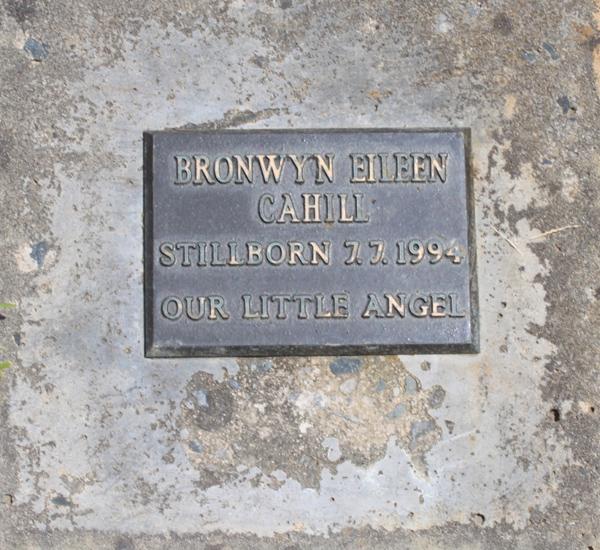 BRONWYN EILEEN
CAHILL
STILLBORN 7.7.1994
OUR LITTLE ANGEL